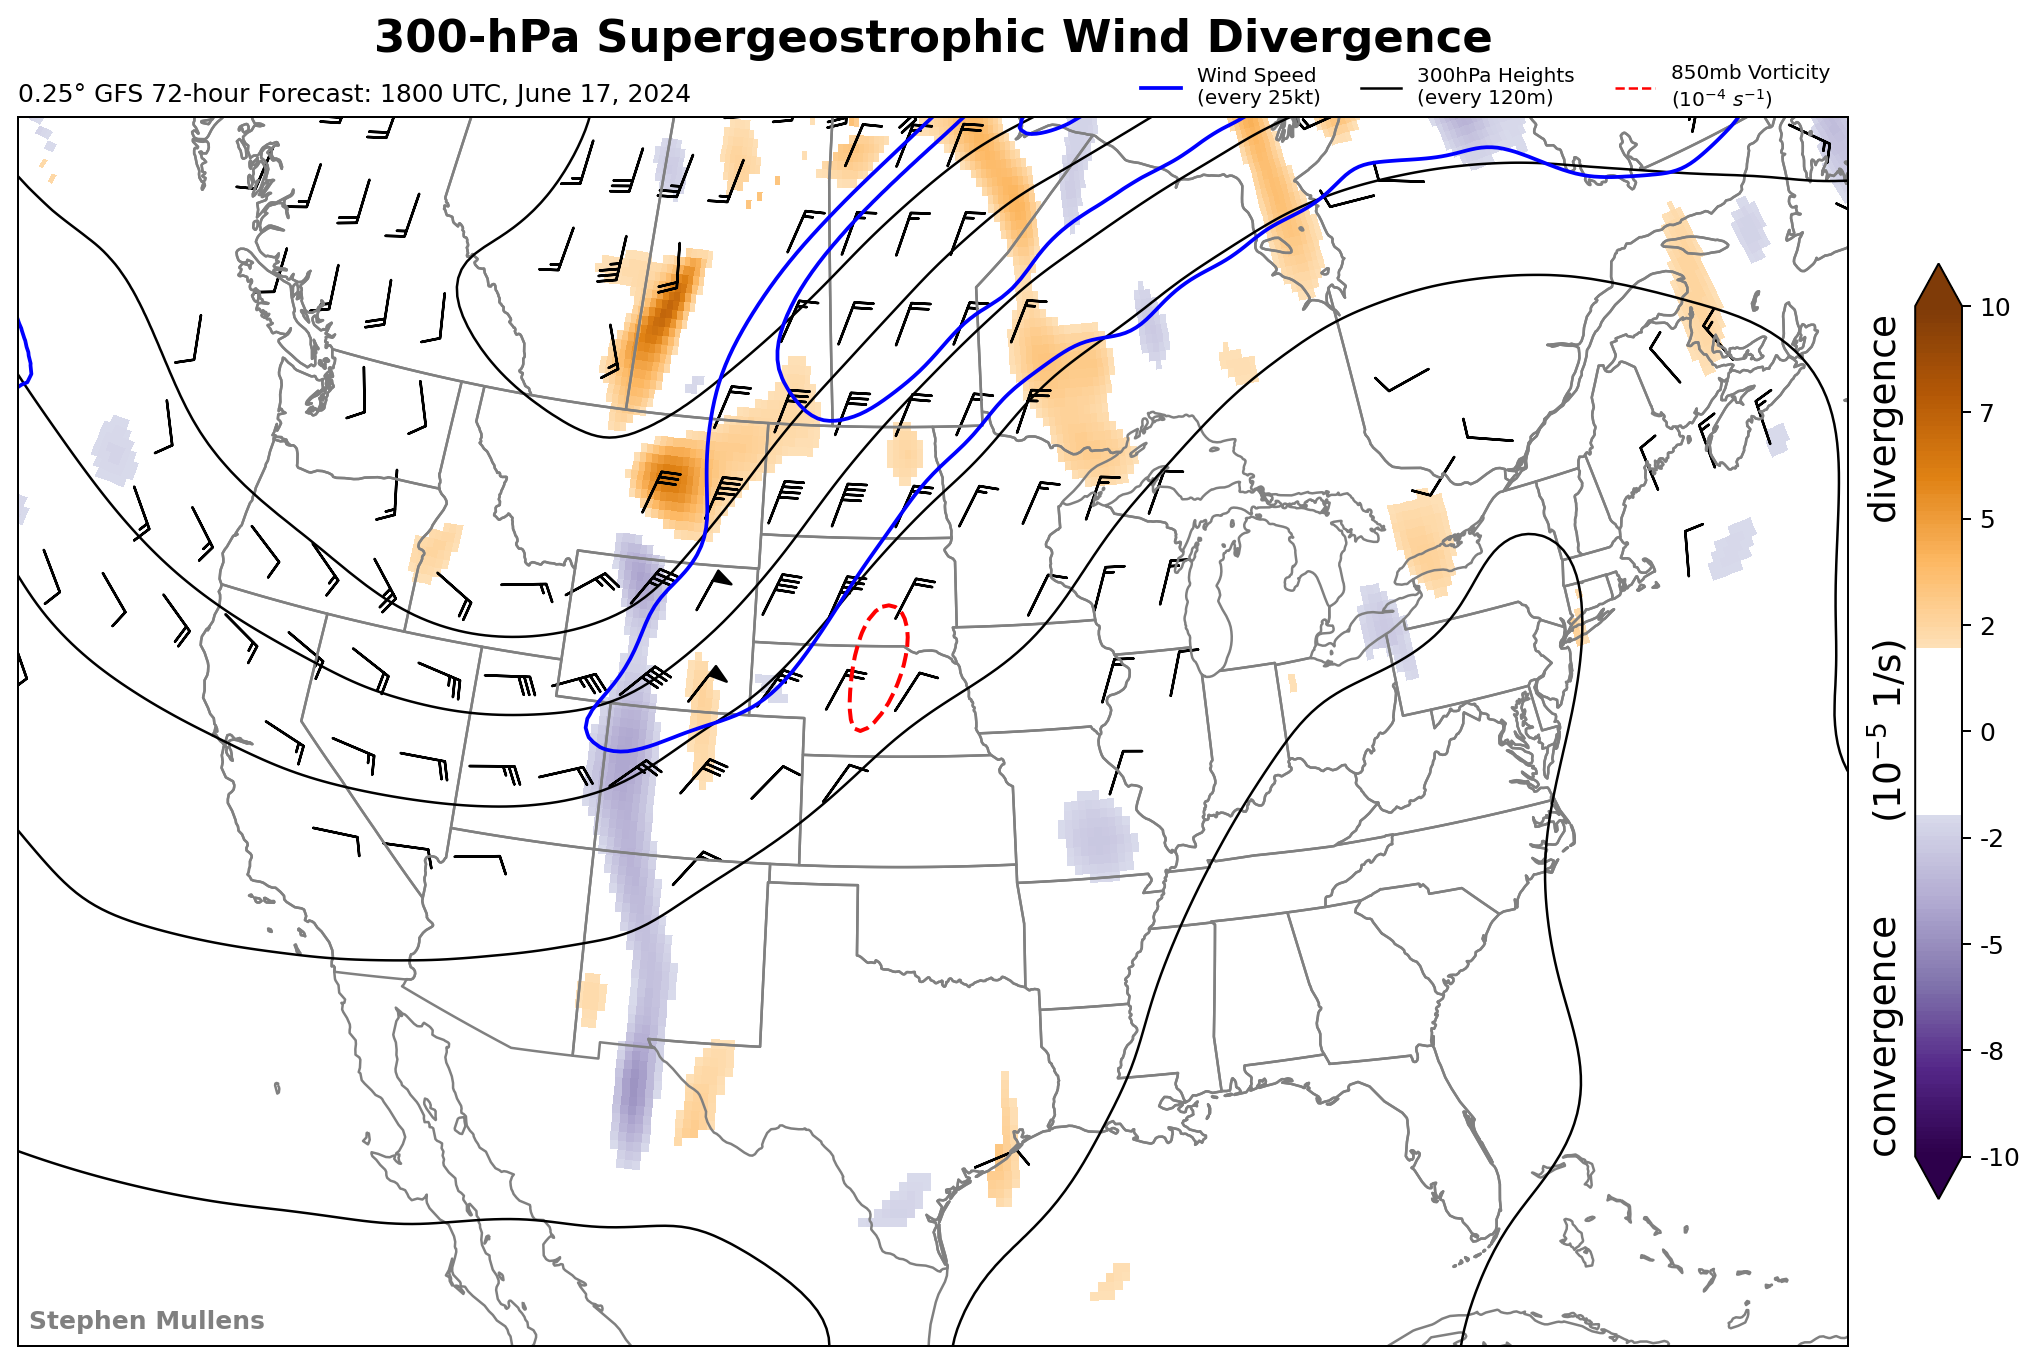 300-hPa Supergeostrophic Wind Divergence
0.25° GFS 72-hour Forecast: 1800 UTC, June 17, 2024
Wind Speed
(every 25kt)
300hPa Heights
(every 120m)
850mb Vorticity
(10⁻⁴ s⁻¹)
10
7
5
2
0
-2
-5
-8
-10
convergence (10⁻⁵ 1/s) divergence
Stephen Mullens